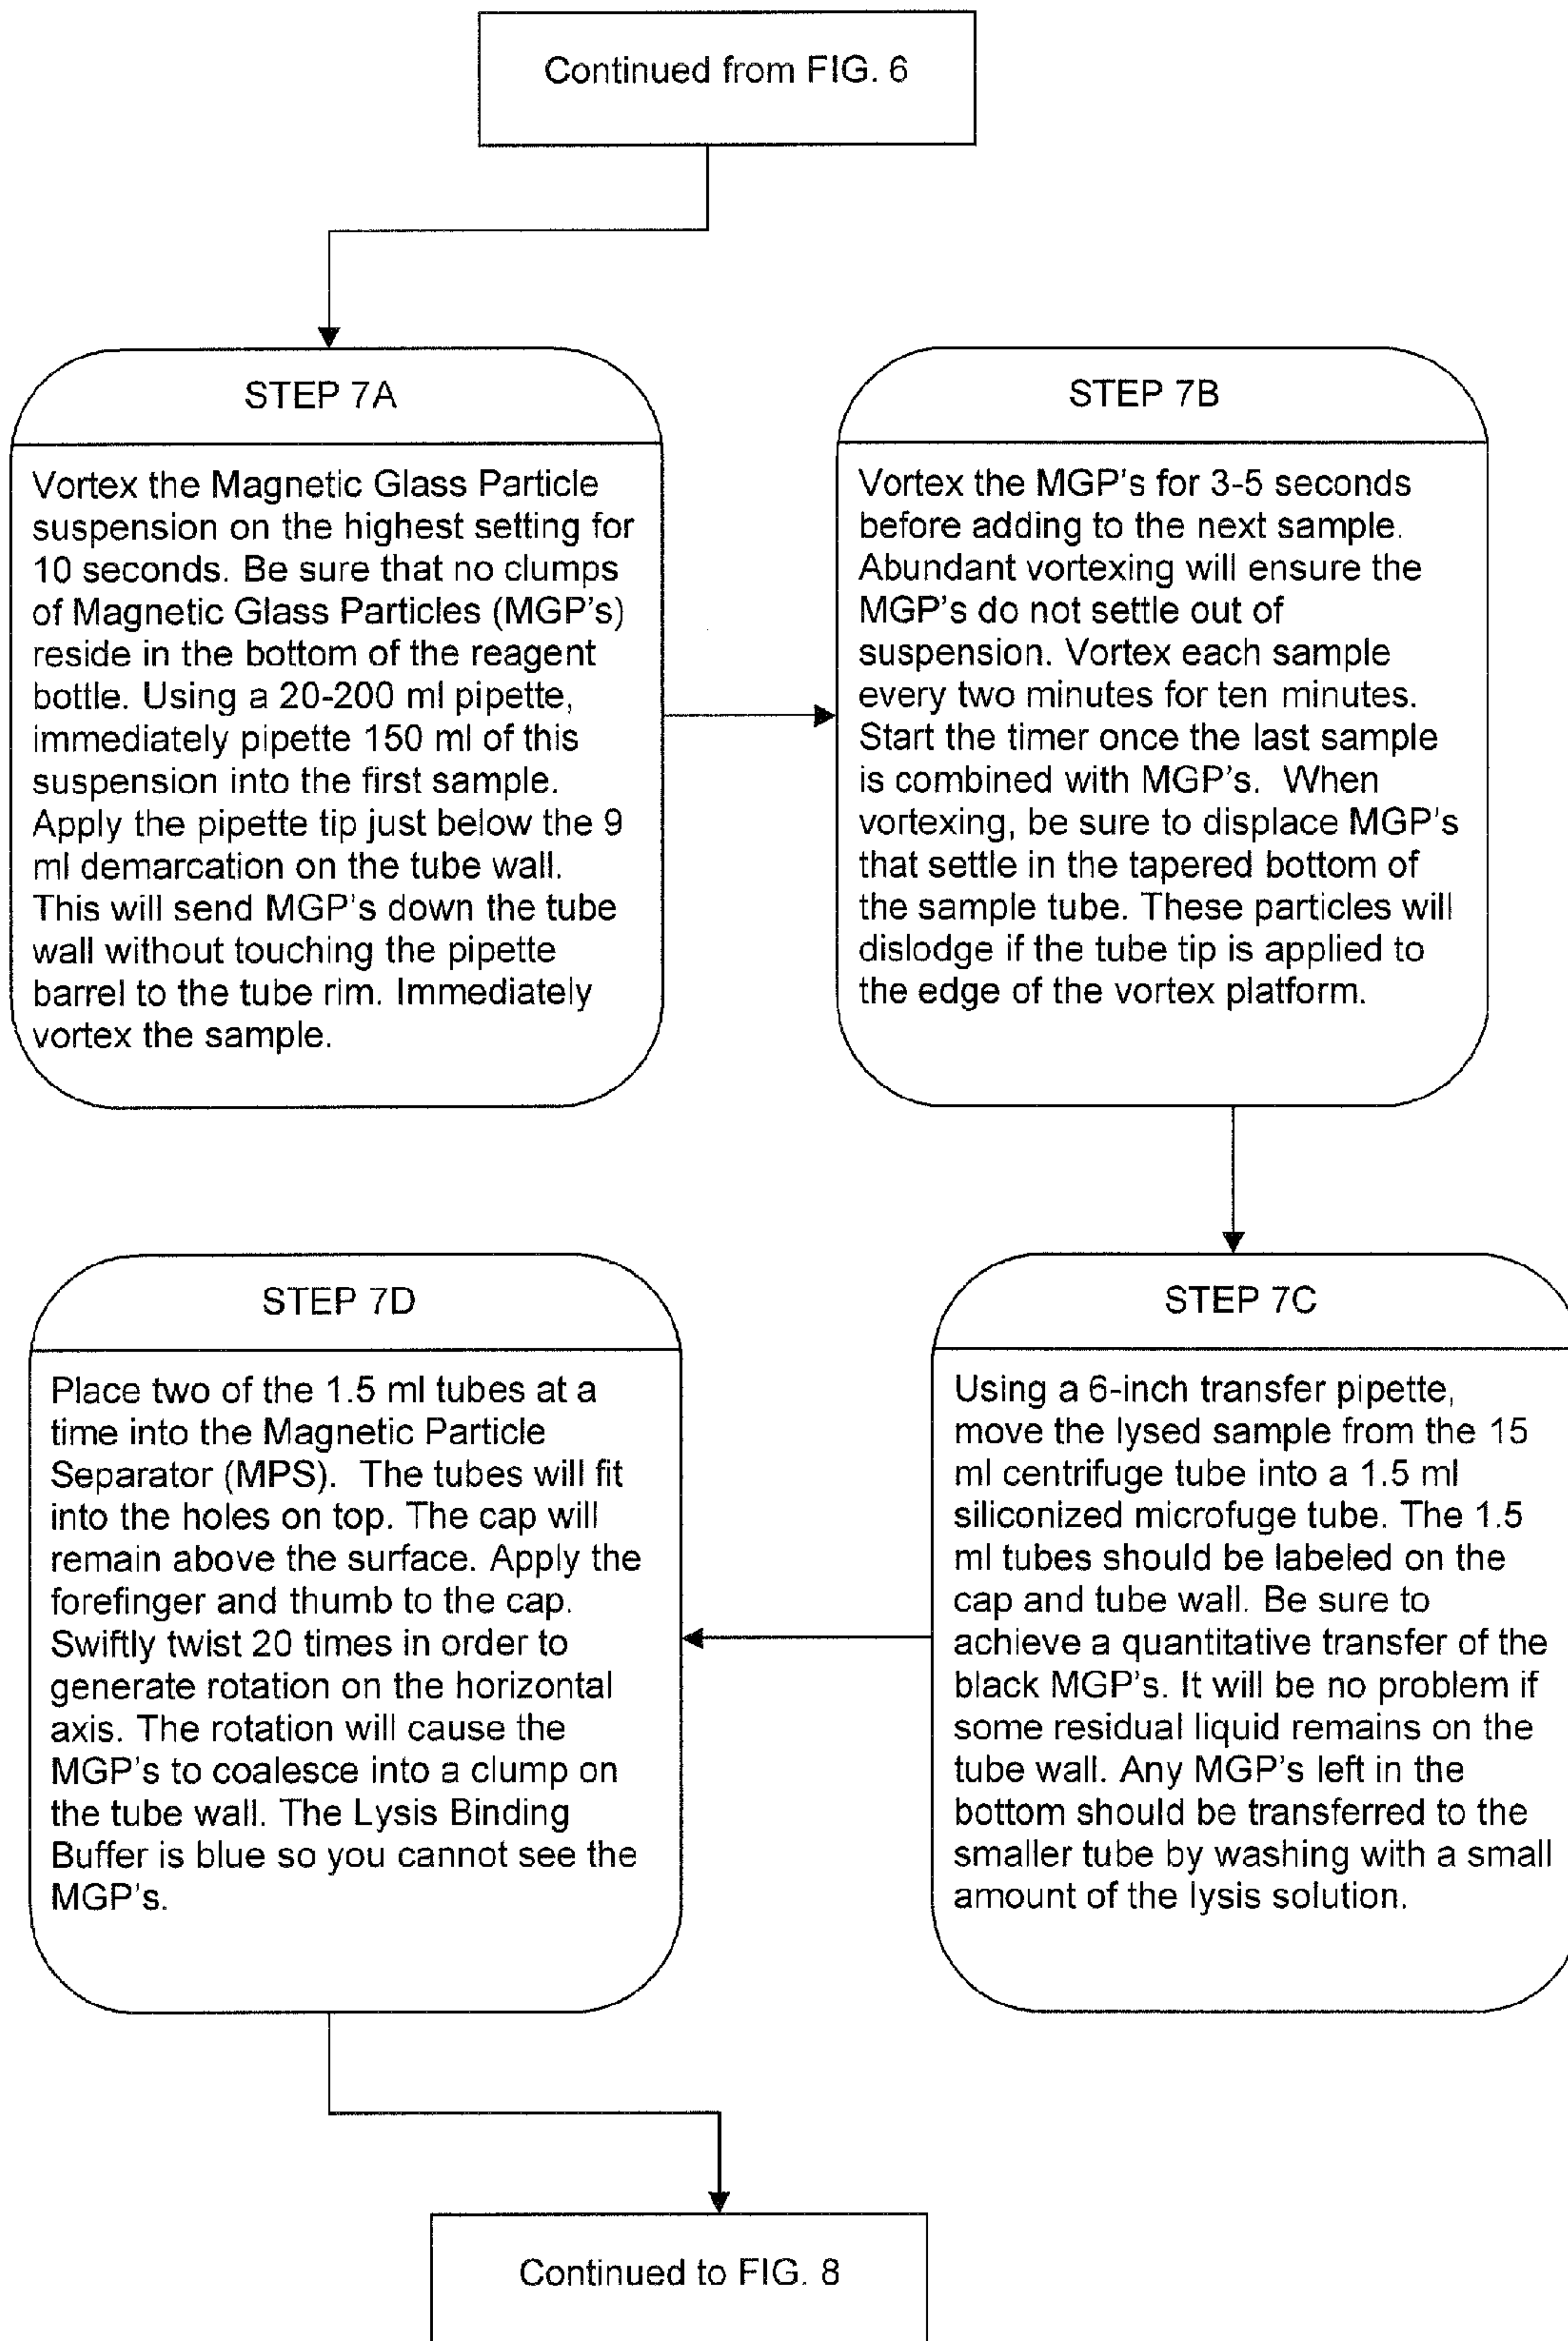 Continued from FIG. 6
STEP 7A
Vortex the Magnetic Glass Particle
suspension on the highest setting for
10 seconds. Be sure that no clumps
of Magnetic Glass Particles (MGP's)
reside in the bottom of the reagent
bottle. Using a 20-200 ml pipette,
immediately pipette 150 ml of this
suspension into the first sample.
Apply the pipette tip just below the 9
ml demarcation on the tube wall.
This will send MGP's down the tube
wall without touching the pipette
barrel to the tube rim. Immediately
vortex the sample.
STEP 7B
Vortex the MGP's for 3-5 seconds
before adding to the next sample.
Abundant vortexing will ensure the
MGP's do not settle out of
suspension. Vortex each sample
every two minutes for ten minutes.
Start the timer once the last sample
is combined with MGP's.  When
vortexing, be sure to displace MGP's
that settle in the tapered bottom of
the sample tube. These particles will
dislodge if the tube tip is applied to
the edge of the vortex platform.
STEP 7C
Using a 6-inch transfer pipette,
move the lysed sample from the 15
ml centrifuge tube into a 1.5 ml
siliconized microfuge tube. The 1.5
ml tubes should be labeled on the
cap and tube wall. Be sure to
achieve a quantitative transfer of the
black MGP's. It will be no problem if
some residual liquid remains on the
tube wall. Any MGP's left in the
bottom should be transferred to the
smaller tube by washing with a small
amount of the lysis solution.
STEP 7D
Place two of the 1.5 ml tubes at a
time into the Magnetic Particle
Separator (MPS).  The tubes will fit
into the holes on top. The cap will
remain above the surface. Apply the
forefinger and thumb to the cap.
Swiftly twist 20 times in order to
generate rotation on the horizontal
axis. The rotation will cause the
MGP's to coalesce into a clump on
the tube wall. The Lysis Binding
Buffer is blue so you cannot see the
MGP's.
Continued to FIG. 8